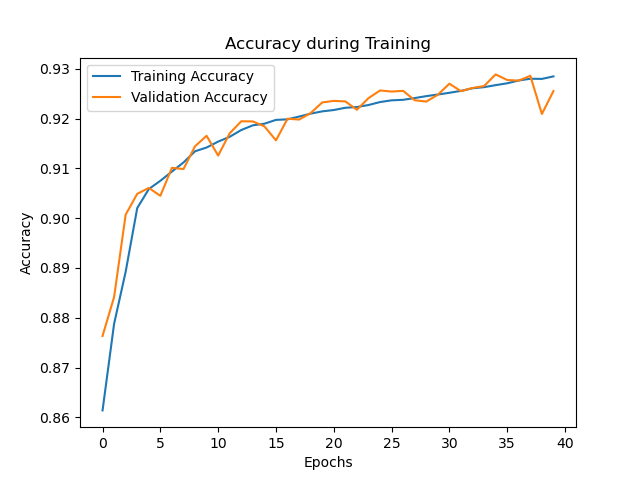 Accuracy during Training
Training Accuracy
Validation Accuracy
0.93
0.92
0.91
0.90
0.89
0.88
0.87
0.86
Accuracy
0 5 10 15 20 25 30 35 40
Epochs